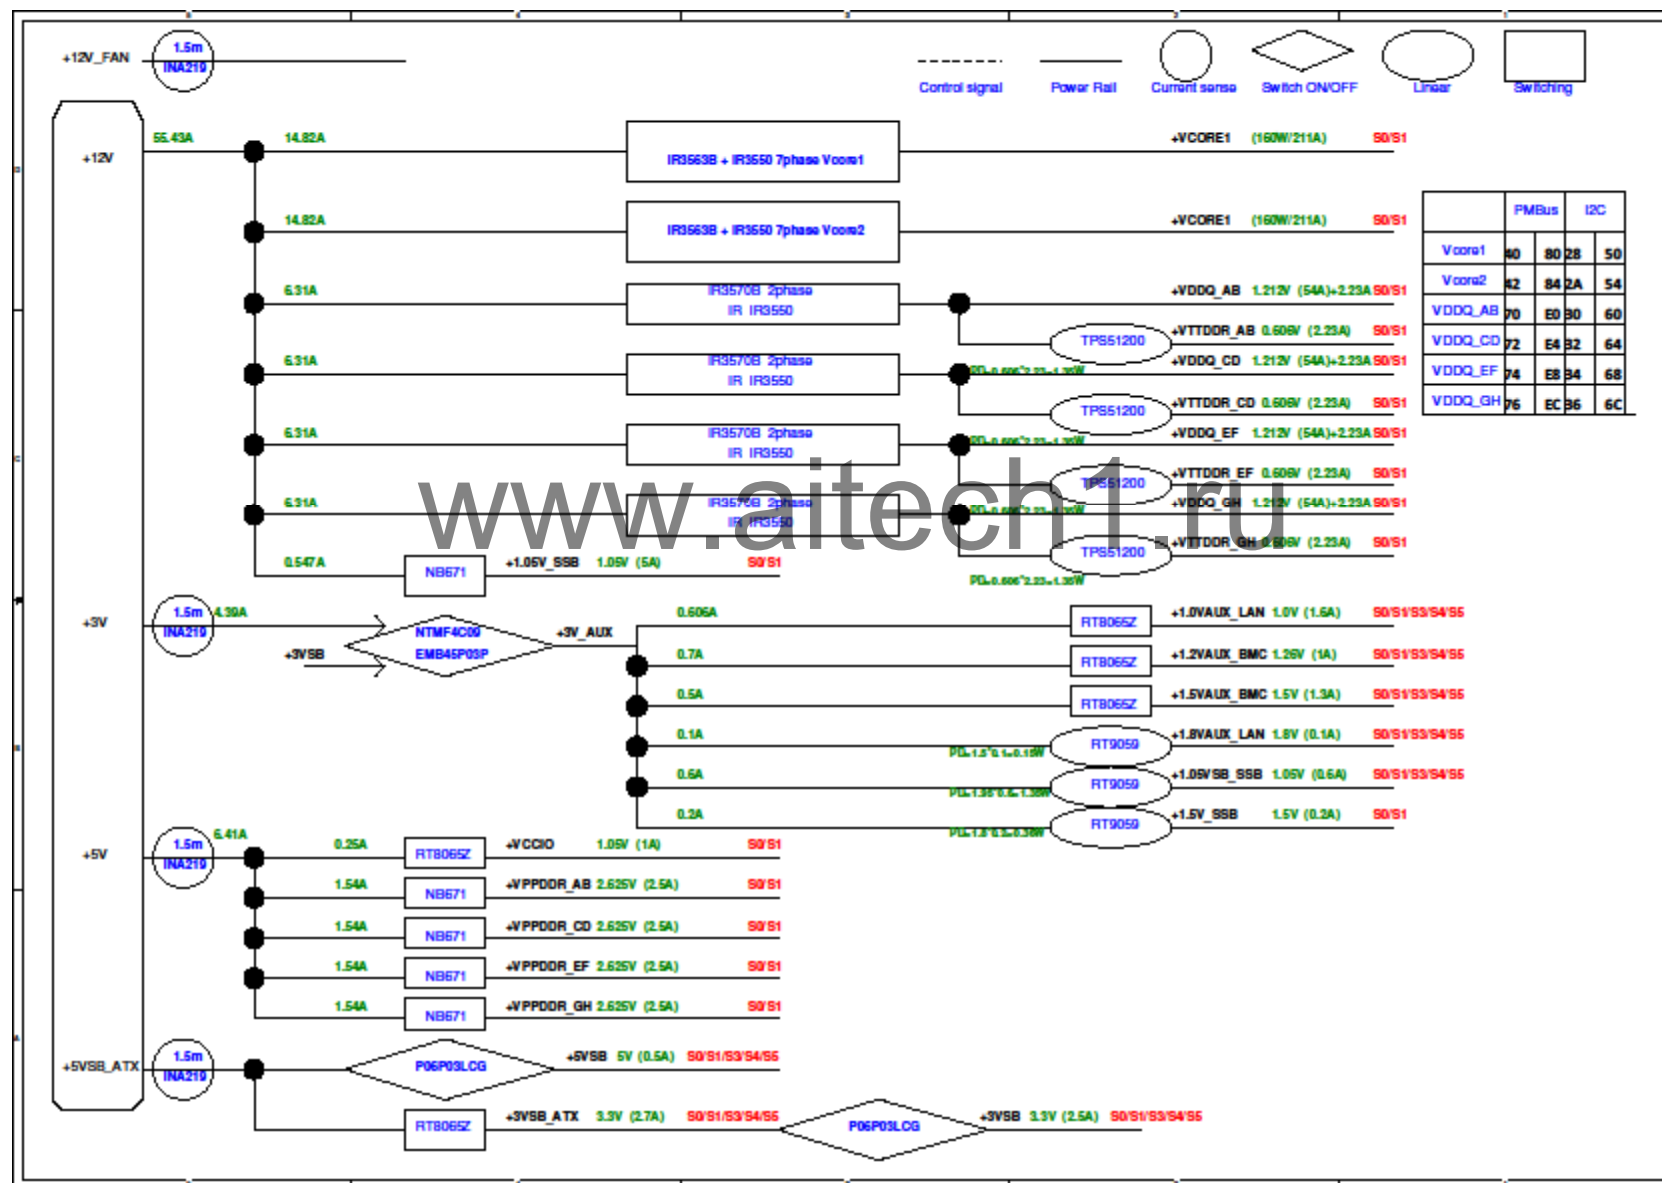 +12V_FAN
1.5m
INA219
Control signal
Power Rail
Current sense
Switch ON/OFF
Linear
Switching
+12V
55.43A
14.82A
IR3563B + IR3550 7phase Vcore1
+VCORE1 (160W/211A) S0/S1
14.82A
IR3563B + IR3550 7phase Vcore2
+VCORE1 (160W/211A) S0/S1
PMBus I2C
Vcore1 40 80 28 50
Vcore2 42 84 2A 54
VDDQ_AB 70 E0 30 60
VDDQ_CD 72 E4 32 64
VDDQ_EF 74 E8 34 68
VDDQ_GH 76 EC 36 6C
6.31A
IR3570B 2phase
IR IR3550
+VDDQ_AB 1.212V (54A)+2.23A S0/S1
TPS51200
+VTTDDR_AB 0.606V (2.23A) S0/S1
6.31A
IR3570B 2phase
IR IR3550
+VDDQ_CD 1.212V (54A)+2.23A S0/S1
TPS51200
+VTTDDR_CD 0.606V (2.23A) S0/S1
6.31A
IR3570B 2phase
IR IR3550
+VDDQ_EF 1.212V (54A)+2.23A S0/S1
TPS51200
+VTTDDR_EF 0.606V (2.23A) S0/S1
6.31A
IR3570B 2phase
IR IR3550
+VDDQ_GH 1.212V (54A)+2.23A S0/S1
TPS51200
+VTTDDR_GH 0.606V (2.23A) S0/S1
PD=0.606*2.23=1.35W
www.aitech1.ru
0.547A
NB671
+1.05V_SSB 1.05V (5A) S0/S1
+3V
1.5m
INA219
4.39A
+3VSB
NTMF4C09
EMB45P03P
+3V_AUX
0.606A
RT8065Z
+1.0VAUX_LAN 1.0V (1.6A) S0/S1/S3/S4/S5
0.7A
RT8065Z
+1.2VAUX_BMC 1.26V (1A) S0/S1/S3/S4/S5
0.5A
RT8065Z
+1.5VAUX_BMC 1.5V (1.3A) S0/S1/S3/S4/S5
0.1A
RT9059
+1.8VAUX_LAN 1.8V (0.1A) S0/S1/S3/S4/S5
0.6A
RT9059
+1.05VSB_SSB 1.05V (0.6A) S0/S1/S3/S4/S5
0.2A
RT9059
+1.5V_SSB 1.5V (0.2A) S0/S1
+5V
1.5m
INA219
6.41A
0.25A
RT8065Z
+VCCIO 1.05V (1A) S0/S1
1.54A
NB671
+VPPDDR_AB 2.625V (2.5A) S0/S1
1.54A
NB671
+VPPDDR_CD 2.625V (2.5A) S0/S1
1.54A
NB671
+VPPDDR_EF 2.625V (2.5A) S0/S1
1.54A
NB671
+VPPDDR_GH 2.625V (2.5A) S0/S1
+5VSB_ATX
1.5m
INA219
P06P03LCG
+5VSB 5V (0.5A) S0/S1/S3/S4/S5
RT8065Z
+3VSB_ATX 3.3V (2.7A) S0/S1/S3/S4/S5
P06P03LCG
+3VSB 3.3V (2.5A) S0/S1/S3/S4/S5